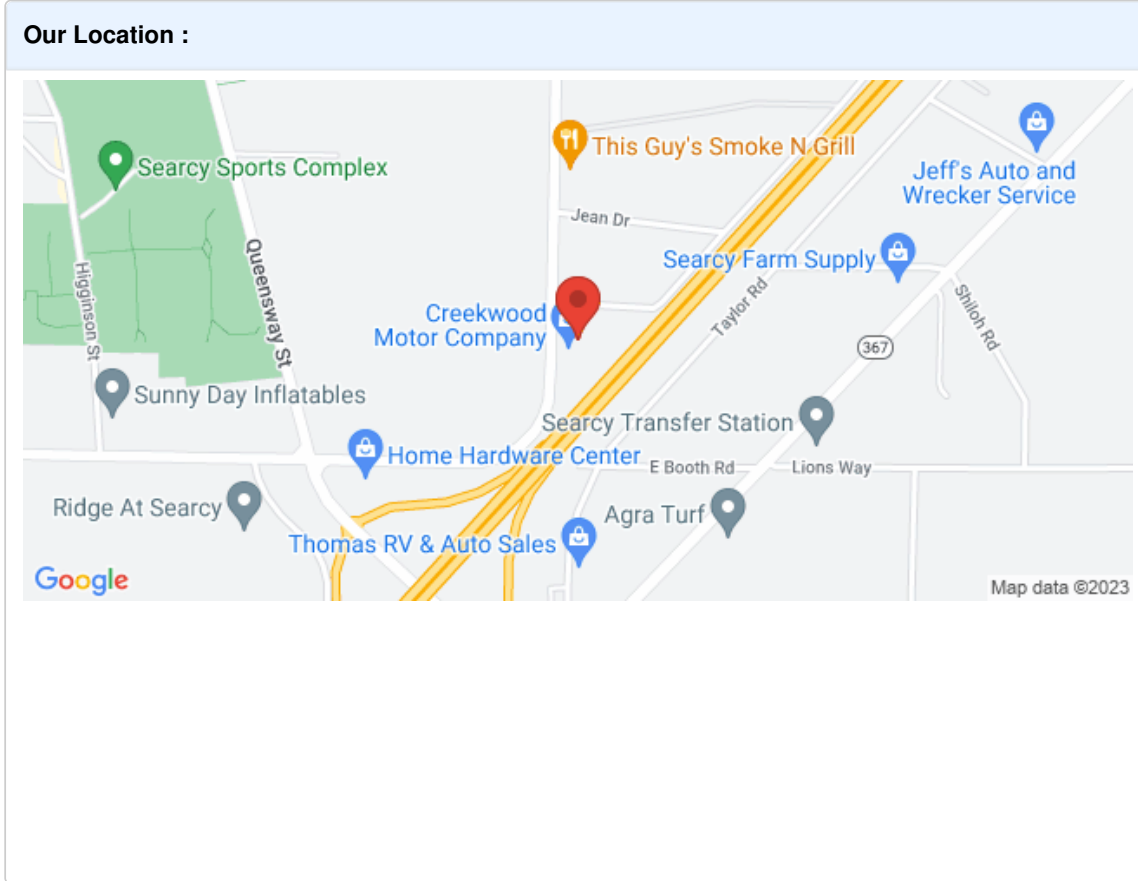 Our Location :
Searcy Sports Complex
This Guy's Smoke N Grill
Jeff's Auto and
Wrecker Service
Jean Dr
Queensway St
Higginson St
Searcy Farm Supply
Taylor Rd
Shiloh Rd
Creekwood
Motor Company
367
Sunny Day Inflatables
Searcy Transfer Station
Home Hardware Center
E Booth Rd
Lions Way
Ridge At Searcy
Agra Turf
Thomas RV & Auto Sales
Google
Map data ©2023